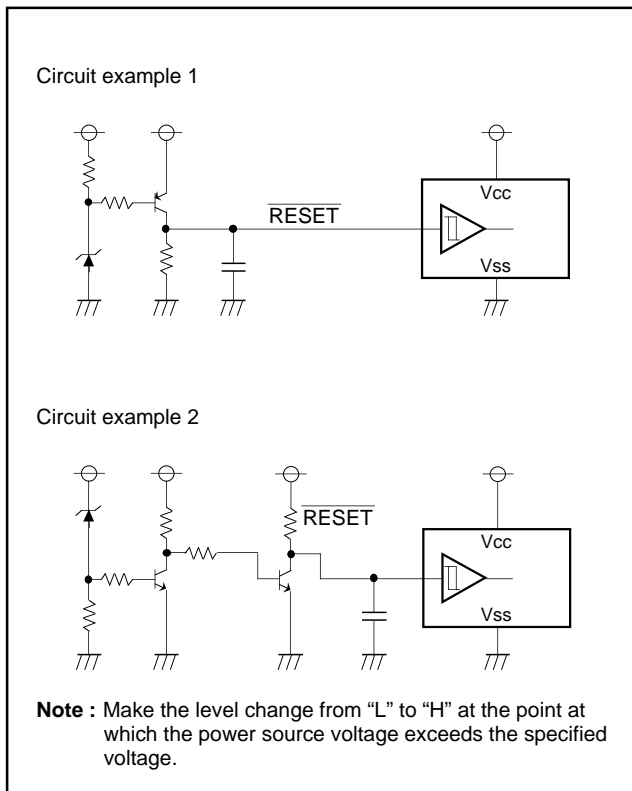 Circuit example 1
RESET
Vcc
Vss
Circuit example 2
RESET
Vcc
Vss
Note : Make the level change from “L” to “H” at the point at
which the power source voltage exceeds the specified
voltage.